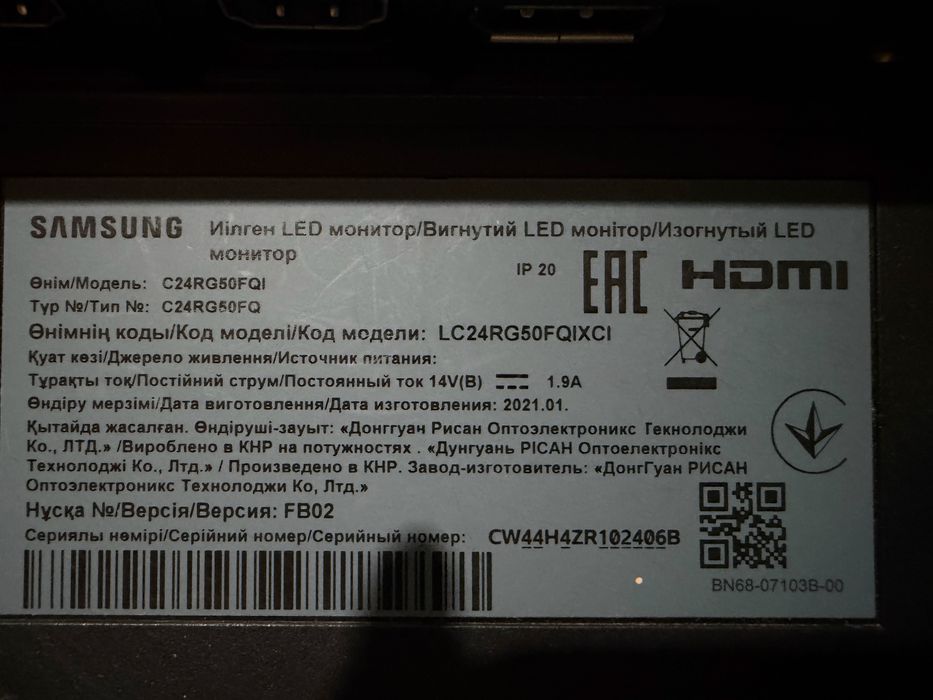 SAMSUNG
Иілген LED монитор/Вигнутий LED монітор/Изогнутый LED
монитор
IP 20
EAC
HDMI
Өнім/Модель: C24RG50FQI
Түр №/Тип №: C24RG50FQ
Өнімнің коды/Код моделі/Код модели: LC24RG50FQIXCI
Қуат көзі/Джерело живлення/Источник питания:
Тұрақты тоқ/Постійний струм/Постоянный ток 14V(B) 1.9A
Өндіру мерзімі/Дата виготовлення/Дата изготовления: 2021.01.
Қытайда жасалған. Өндіруші-зауыт: «Донггуач Рисан Оптоэлектроникс Гекнолоджи
Ко., ЛТД.» /Вироблено в КНР на потужностях . «Дунгуань РІСАН Оптоелектронікс
Технолоджі Ко., Лтд.» / Произведено в КНР. Завод-изготовитель: «ДонгГуан РИСАН
Оптоэлектроникс Технолоджи Ко, Лтд.»
Нұсқа №/Версія/Версия: FB02
Сериялы нөмірі/Серійний номер/Серийный номер: CW44H4ZR102406B
BN68-07103B-00